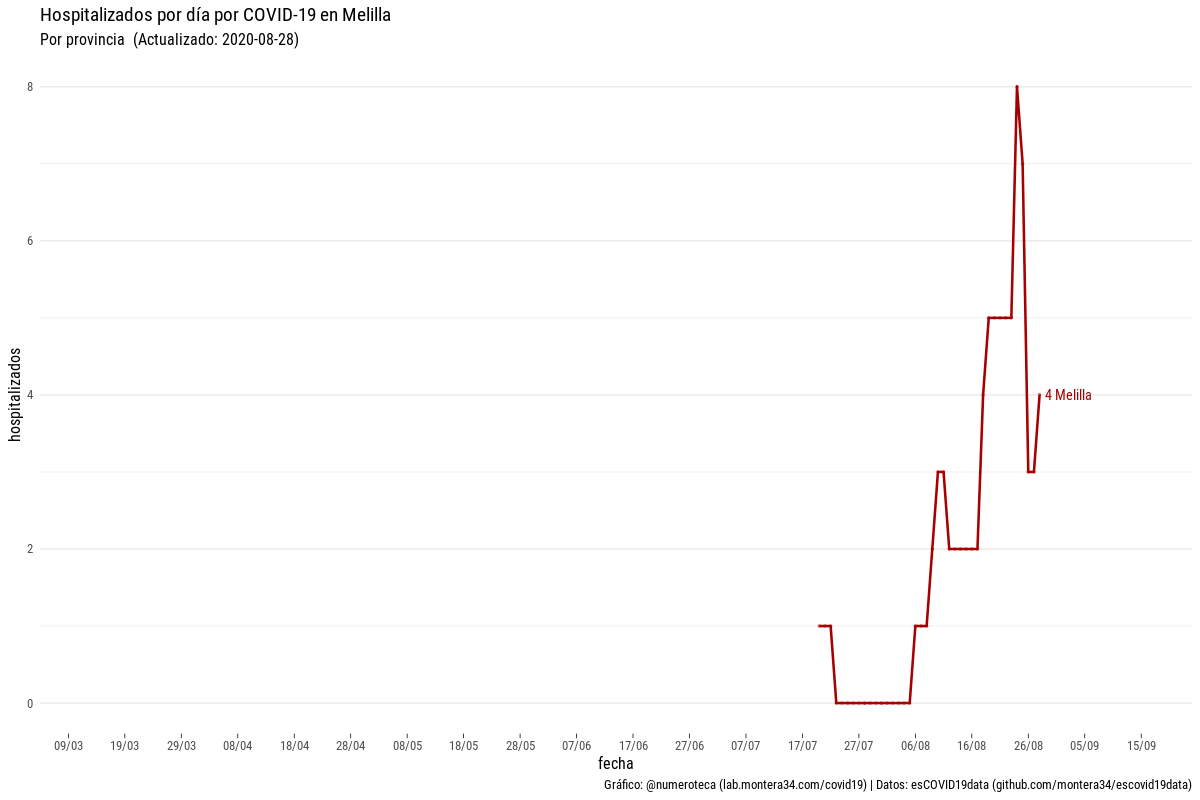 Hospitalizados por día por COVID-19 en Melilla
Por provincia  (Actualizado: 2020-08-28)
hospitalizados
8
6
4
2
0
4 Melilla
09/03 19/03 29/03 08/04 18/04 28/04 08/05 18/05 28/05 07/06 17/06 27/06 07/07 17/07 27/07 06/08 16/08 26/08 05/09 15/09
fecha
Gráfico: @numeroteca (lab.montera34.com/covid19) | Datos: esCOVID19data (github.com/montera34/escovid19data)